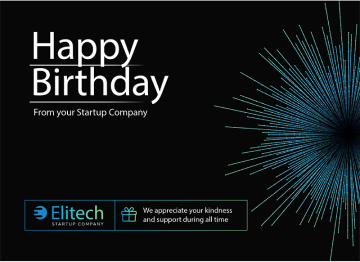 Happy
Birthday
From your Startup Company
Elitech
STARTUP COMPANY
We appreciate your kindness
and support during all time